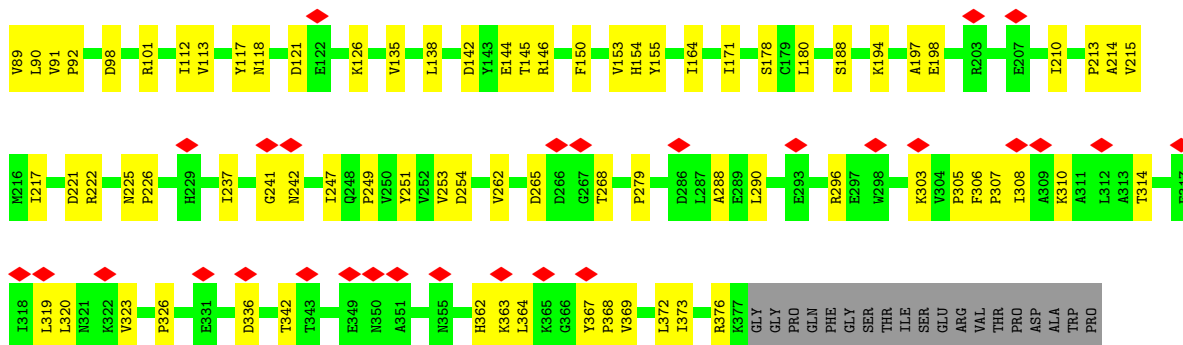 V89 L90 V91 P92 D98 R101 I112 V113 Y117 N118 D121 E122 K126 V135 L138 D142 Y143 E144 T145 R146 F150 V153 H154 Y155 I164 I171 S178 C179 L180 S188 K194 A197 E198 R203 E207 I210 P213 A214 V215
M216 I217 D221 R222 N225 P226 H229 I237 G241 N242 I247 Q248 P249 V250 Y251 V252 V253 D254 V262 D265 D266 G267 T268 P279 D286 L287 A288 E289 L290 E293 R296 E297 W298 K303 V304 P305 F306 P307 I308 A309 K310 A311 L312 A313 T314
I318 L319 L320 N321 K322 V323 P326 E331 D336 T342 T343 E349 N350 A351 N355 H362 K363 L364 K365 G366 Y367 P368 V369 L372 I373 R376 K377 GLY GLY PRO GLN PHE GLY SER THR ILE SER GLU ARG VAL THR PRO ASP ALA TRP PRO